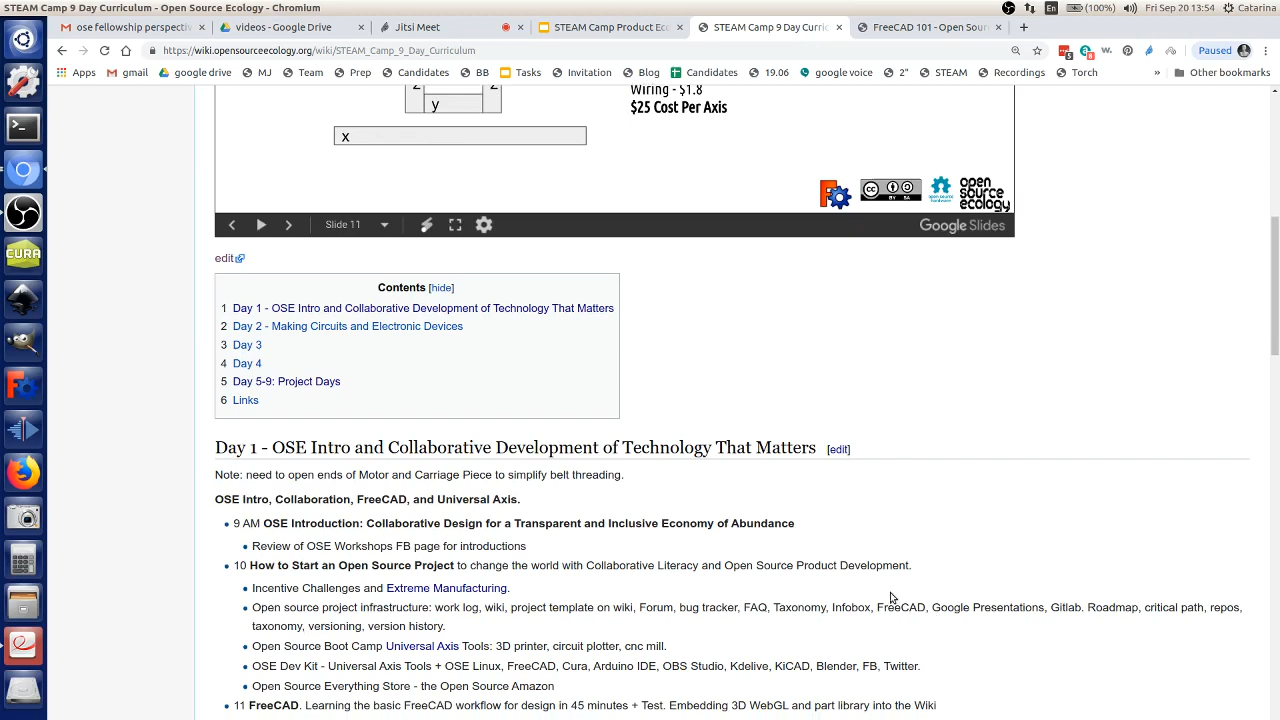 STEAM Camp 9 Day Curriculum - Open Source Ecology - Chromium
En (100%) Fri Sep 20 13:54 Catarina
ose fellowship perspectiv
videos - Google Drive
Jitsi Meet
STEAM Camp Product Ec
STEAM Camp 9 Day Curric
FreeCAD 101 - Open Sour
https://wiki.opensourceecology.org/wiki/STEAM_Camp_9_Day_Curriculum
Paused
Apps gmail google drive MJ Team Prep Candidates BB Tasks Invitation Blog Candidates 19.06 google voice 2" STEAM Recordings Torch » Other bookmarks
Wiring - $1.8
y
$25 Cost Per Axis
x
CC BY SA
open source hardware
OPEN SOURCE ECOLOGY
Slide 11
Google Slides
edit
Contents [hide]
1 Day 1 - OSE Intro and Collaborative Development of Technology That Matters
2 Day 2 - Making Circuits and Electronic Devices
3 Day 3
4 Day 4
5 Day 5-9: Project Days
6 Links
Day 1 - OSE Intro and Collaborative Development of Technology That Matters [edit]
Note: need to open ends of Motor and Carriage Piece to simplify belt threading.
OSE Intro, Collaboration, FreeCAD, and Universal Axis.
• 9 AM OSE Introduction: Collaborative Design for a Transparent and Inclusive Economy of Abundance
• Review of OSE Workshops FB page for introductions
• 10 How to Start an Open Source Project to change the world with Collaborative Literacy and Open Source Product Development.
• Incentive Challenges and Extreme Manufacturing.
• Open source project infrastructure: work log, wiki, project template on wiki, Forum, bug tracker, FAQ, Taxonomy, Infobox, FreeCAD, Google Presentations, Gitlab. Roadmap, critical path, repos,
taxonomy, versioning, version history.
• Open Source Boot Camp Universal Axis Tools: 3D printer, circuit plotter, cnc mill.
• OSE Dev Kit - Universal Axis Tools + OSE Linux, FreeCAD, Cura, Arduino IDE, OBS Studio, Kdelive, KiCAD, Blender, FB, Twitter.
• Open Source Everything Store - the Open Source Amazon
• 11 FreeCAD. Learning the basic FreeCAD workflow for design in 45 minutes + Test. Embedding 3D WebGL and part library into the Wiki
CURA